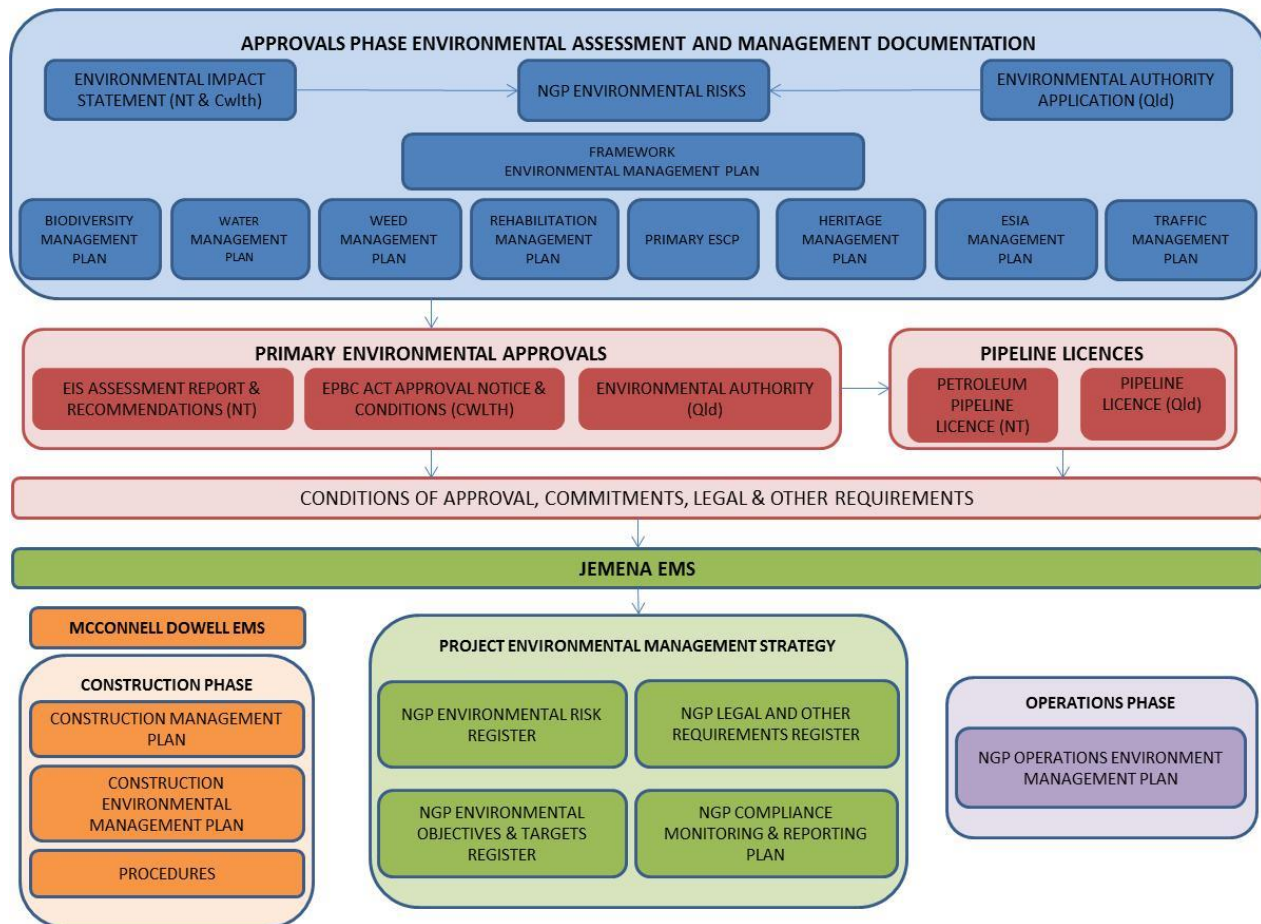 APPROVALS PHASE ENVIRONMENTAL ASSESSMENT AND MANAGEMENT DOCUMENTATION
ENVIRONMENTAL IMPACT
STATEMENT (NT & Cwlth)
NGP ENVIRONMENTAL RISKS
ENVIRONMENTAL AUTHORITY
APPLICATION (Qld)
FRAMEWORK
ENVIRONMENTAL MANAGEMENT PLAN
BIODIVERSITY
MANAGEMENT
PLAN
WATER
MANAGEMENT
PLAN
WEED
MANAGEMENT
PLAN
REHABILITATION
MANAGEMENT
PLAN
PRIMARY ESCP
HERITAGE
MANAGEMENT
PLAN
ESIA
MANAGEMENT
PLAN
TRAFFIC
MANAGEMENT
PLAN
PRIMARY ENVIRONMENTAL APPROVALS
EIS ASSESSMENT REPORT &
RECOMMENDATIONS (NT)
EPBC ACT APPROVAL NOTICE &
CONDITIONS (CWLTH)
ENVIRONMENTAL AUTHORITY
(Qld)
PIPELINE LICENCES
PETROLEUM
PIPELINE
LICENCE (NT)
PIPELINE
LICENCE (Qld)
CONDITIONS OF APPROVAL, COMMITMENTS, LEGAL & OTHER REQUIREMENTS
JEMENA EMS
MCCONNELL DOWELL EMS
CONSTRUCTION PHASE
CONSTRUCTION MANAGEMENT
PLAN
CONSTRUCTION
ENVIRONMENTAL
MANAGEMENT PLAN
PROCEDURES
PROJECT ENVIRONMENTAL MANAGEMENT STRATEGY
NGP ENVIRONMENTAL RISK
REGISTER
NGP LEGAL AND OTHER
REQUIREMENTS REGISTER
NGP ENVIRONMENTAL
OBJECTIVES & TARGETS
REGISTER
NGP COMPLIANCE
MONITORING & REPORTING
PLAN
OPERATIONS PHASE
NGP OPERATIONS ENVIRONMENT
MANAGEMENT PLAN